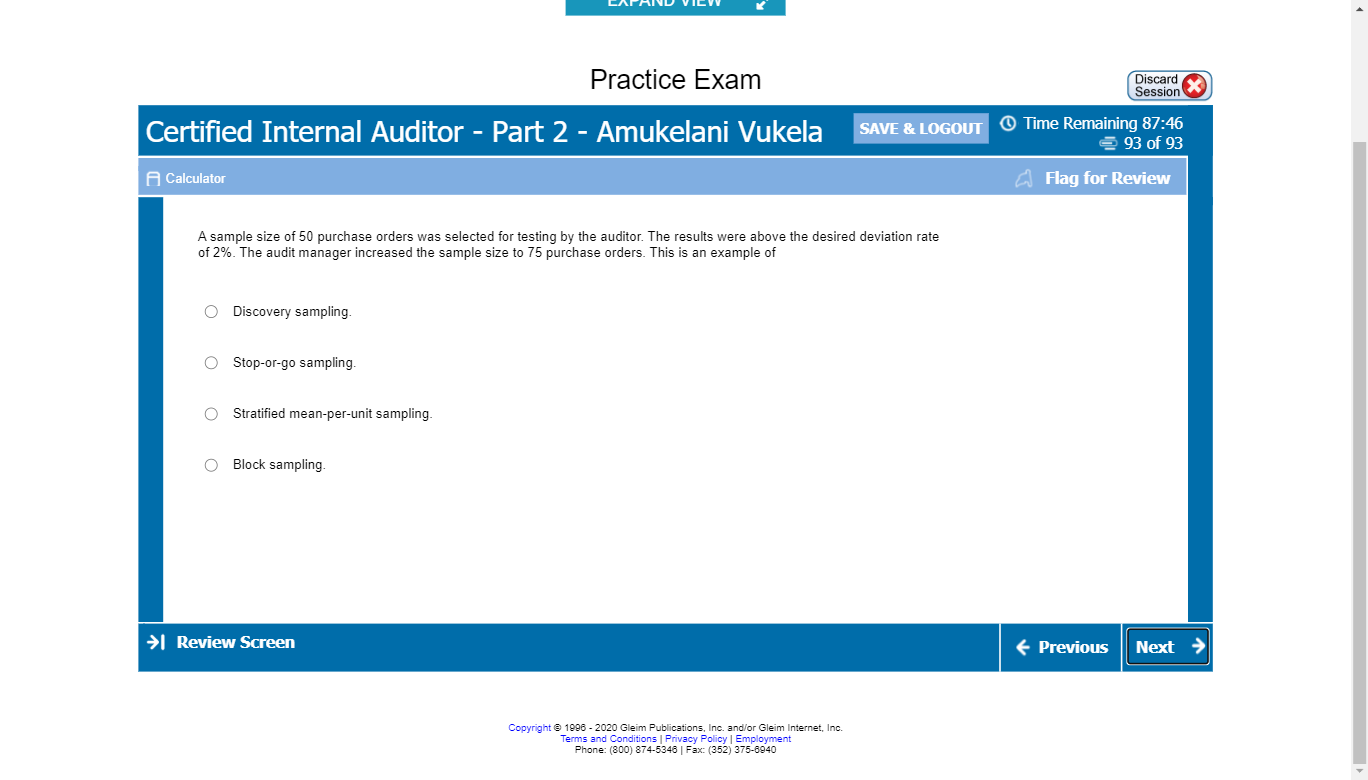 EXPAND VIEW
Practice Exam
Discard
Session
Certified Internal Auditor - Part 2 - Amukelani Vukela
SAVE & LOGOUT
Time Remaining 87:46
93 of 93
Calculator
Flag for Review
A sample size of 50 purchase orders was selected for testing by the auditor. The results were above the desired deviation rate
of 2%. The audit manager increased the sample size to 75 purchase orders. This is an example of
Discovery sampling.
Stop-or-go sampling.
Stratified mean-per-unit sampling.
Block sampling.
Review Screen
Previous
Next
Copyright © 1996 - 2020 Gleim Publications, Inc. and/or Gleim Internet, Inc.
Terms and Conditions | Privacy Policy | Employment
Phone: (800) 874-5346 | Fax: (352) 375-6940